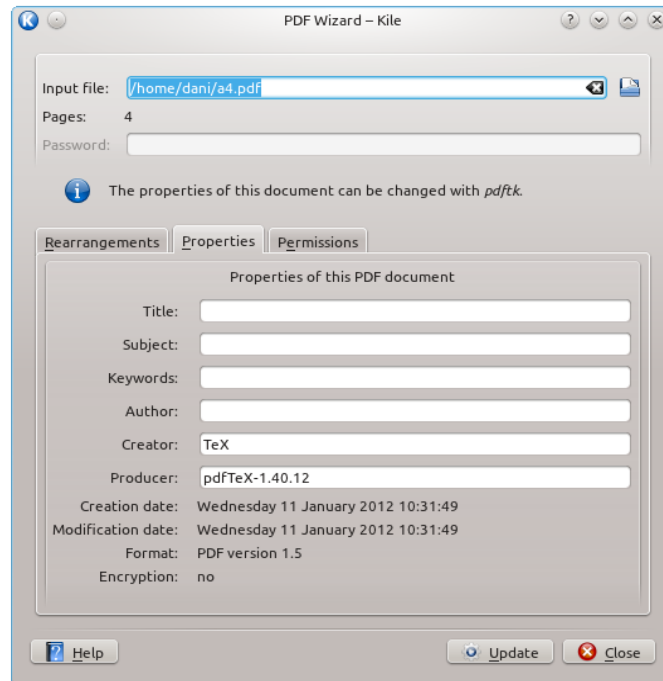 PDF Wizard – Kile
Input file: /home/dani/a4.pdf
Pages: 4
Password:
The properties of this document can be changed with pdftk.
Rearrangements Properties Permissions
Properties of this PDF document
Title:
Subject:
Keywords:
Author:
Creator: TeX
Producer: pdfTeX-1.40.12
Creation date: Wednesday 11 January 2012 10:31:49
Modification date: Wednesday 11 January 2012 10:31:49
Format: PDF version 1.5
Encryption: no
Help Update Close